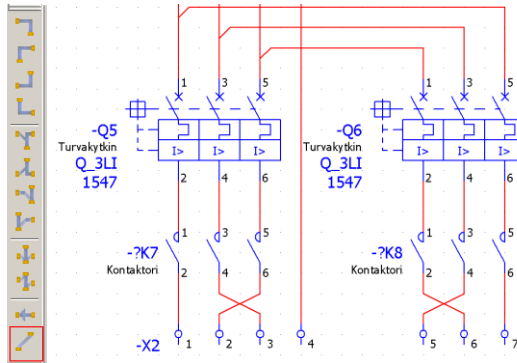 1 3 5 1 3 5
-Q5 -Q6
Turvakytkin Turvakytkin
I> I> I> I> I> I>
Q_3LI Q_3LI
1547 1547
2 4 6 2 4 6
-?K7 1 3 5 -?K8 1 3 5
Kontaktori 2 4 6 Kontaktori 2 4 6
-X2 1 2 3 4 5 6 7